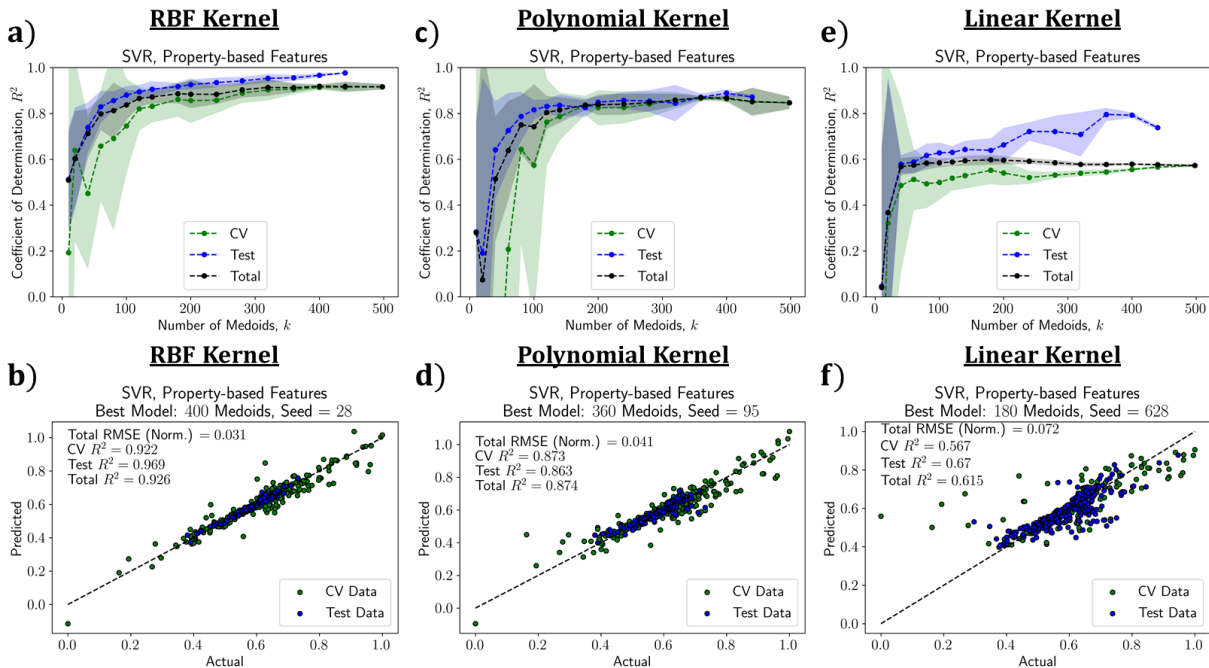 RBF Kernel
a)
SVR, Property-based Features
Coefficient of Determination, R²
1.0
0.8
0.6
0.4
0.2
0.0
CV
Test
Total
0
100
200
300
400
500
Number of Medoids, k
Polynomial Kernel
c)
SVR, Property-based Features
Coefficient of Determination, R²
1.0
0.8
0.6
0.4
0.2
0.0
CV
Test
Total
0
100
200
300
400
500
Number of Medoids, k
Linear Kernel
e)
SVR, Property-based Features
Coefficient of Determination, R²
1.0
0.8
0.6
0.4
0.2
0.0
CV
Test
Total
0
100
200
300
400
500
Number of Medoids, k
RBF Kernel
b)
SVR, Property-based Features
Best Model: 400 Medoids, Seed = 28
Total RMSE (Norm.) = 0.031
CV R² = 0.922
Test R² = 0.969
Total R² = 0.926
Predicted
1.0
0.8
0.6
0.4
0.2
0.0
CV Data
Test Data
0.0
0.2
0.4
0.6
0.8
1.0
Actual
Polynomial Kernel
d)
SVR, Property-based Features
Best Model: 360 Medoids, Seed = 95
Total RMSE (Norm.) = 0.041
CV R² = 0.873
Test R² = 0.863
Total R² = 0.874
Predicted
1.0
0.8
0.6
0.4
0.2
0.0
CV Data
Test Data
0.0
0.2
0.4
0.6
0.8
1.0
Actual
Linear Kernel
f)
SVR, Property-based Features
Best Model: 180 Medoids, Seed = 628
Total RMSE (Norm.) = 0.072
CV R² = 0.567
Test R² = 0.67
Total R² = 0.615
Predicted
1.0
0.8
0.6
0.4
0.2
0.0
CV Data
Test Data
0.0
0.2
0.4
0.6
0.8
1.0
Actual